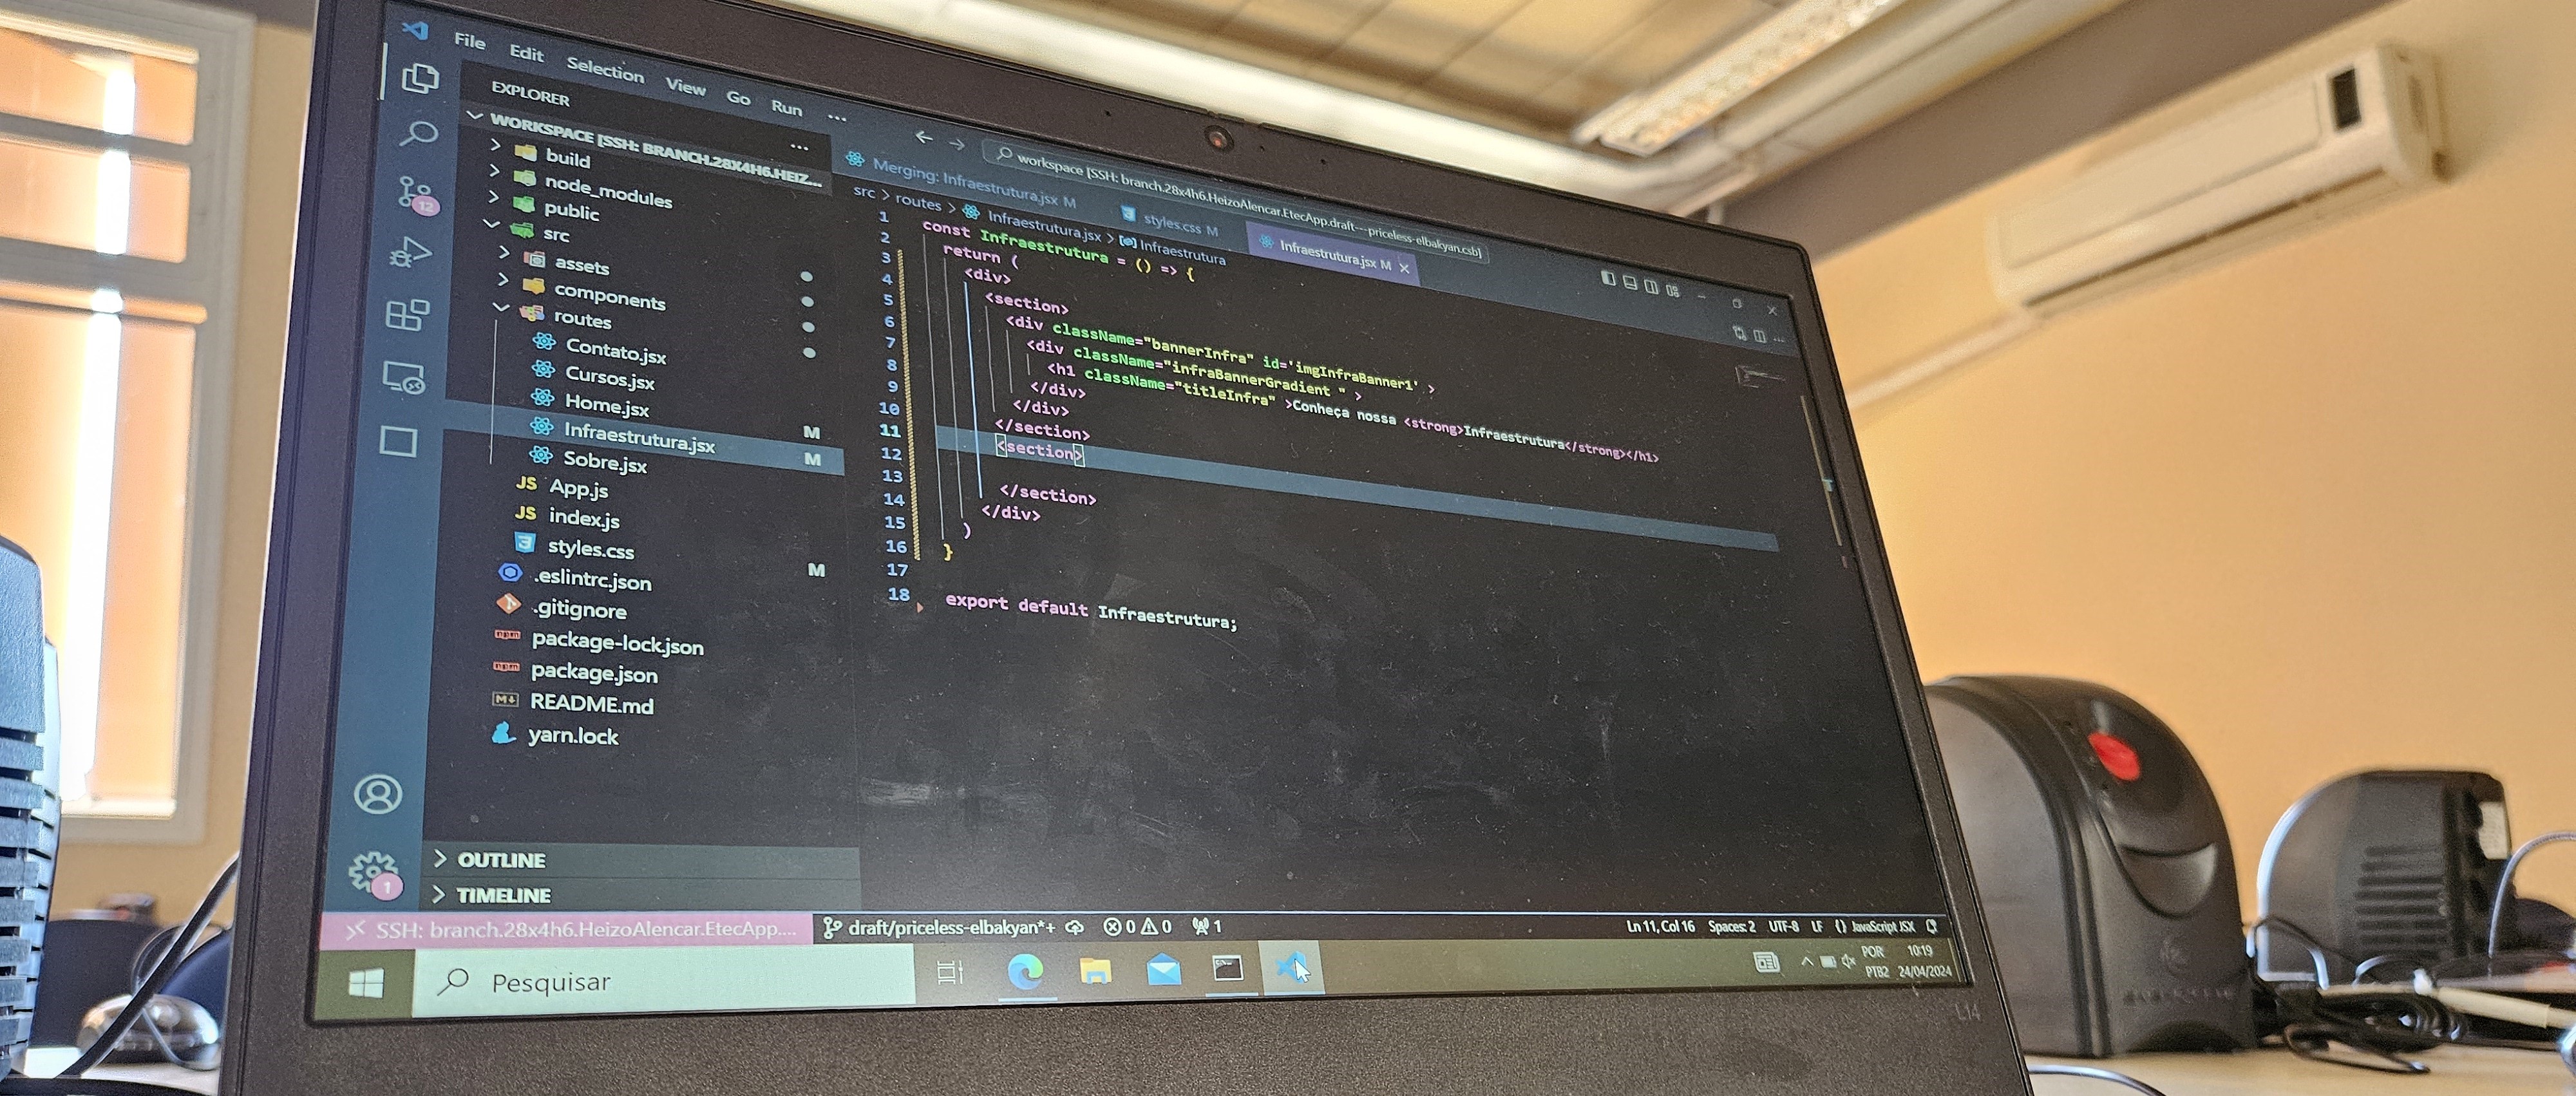 File Edit Selection View Go Run ...
workspace [SSH: branch.28x4h6.HeizoAlencar.EtecApp.draft---priceless-elbakyan.csb]
EXPLORER ...
WORKSPACE [SSH: BRANCH.28X4H6.HEIZ...
build
node_modules
public
src
assets
components
routes
Contato.jsx
Cursos.jsx
Home.jsx
Infraestrutura.jsx M
Sobre.jsx M
App.js
index.js
styles.css
.eslintrc.json M
.gitignore
package-lock.json
package.json
README.md
yarn.lock
OUTLINE
TIMELINE
12
1
Merging: Infraestrutura.jsx M
styles.css M
Infraestrutura.jsx M
src > routes > Infraestrutura.jsx > Infraestrutura
1 const Infraestrutura = () => {
2 return (
3 <div>
4 <section>
5 <div className="bannerInfra" id='imgInfraBanner1' >
6 <div className="infraBannerGradient " >
7 <h1 className="titleInfra" >Conheça nossa <strong>Infraestrutura</strong></h1>
8 </div>
9 </div>
10 </section>
11 <section>
12
13 </section>
14 </div>
15 )
16 }
17
18 export default Infraestrutura;
SSH: branch.28x4h6.HeizoAlencar.EtecApp.... draft/priceless-elbakyan*+ 0 0 1 Ln 11, Col 16 Spaces: 2 UTF-8 LF {} JavaScript JSX
Pesquisar
POR
PTB2
10:19
24/04/2024
L14